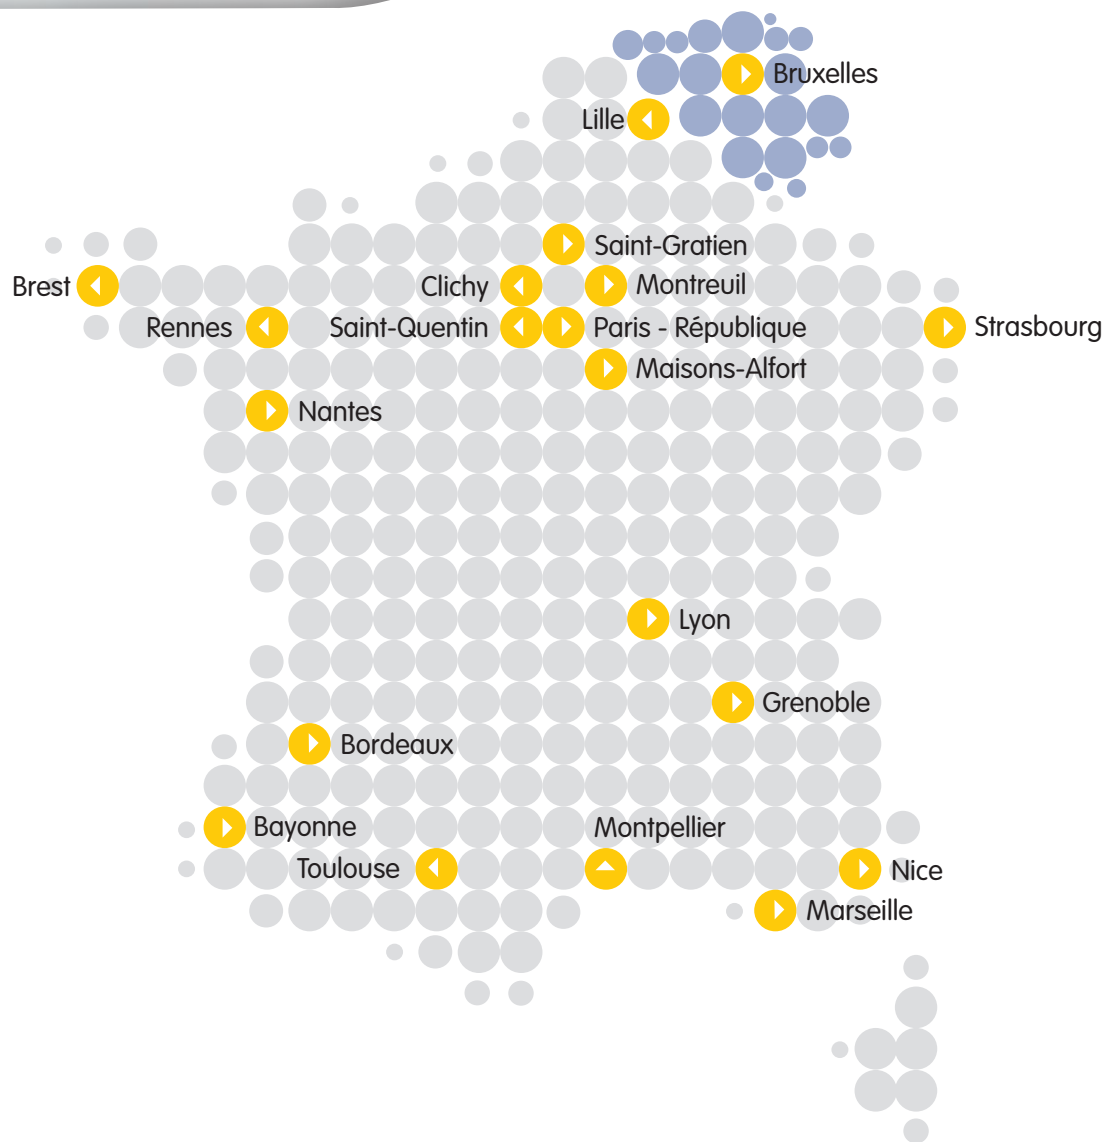 Bruxelles
Lille
Saint-Gratien
Brest
Clichy
Montreuil
Rennes
Saint-Quentin
Paris - République
Strasbourg
Maisons-Alfort
Nantes
Lyon
Grenoble
Bordeaux
Bayonne
Montpellier
Toulouse
Nice
Marseille